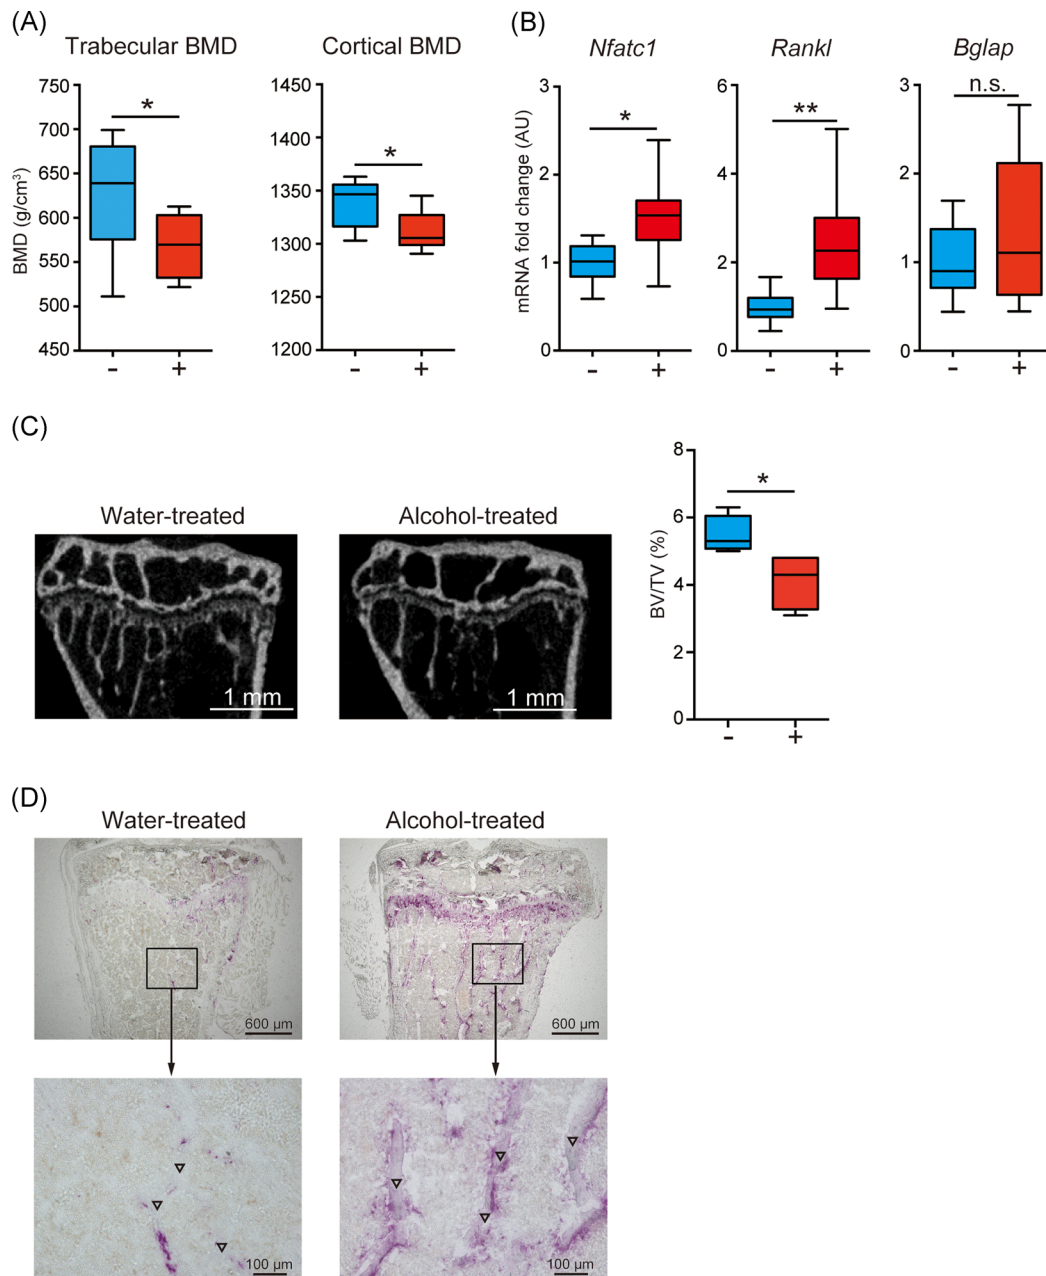 (A)
Trabecular BMD
Cortical BMD
BMD (g/cm³)
750
700
650
600
550
500
450
*
- +
1450
1400
1350
1300
1250
1200
*
- +
(B)
Nfatc1
Rankl
Bglap
mRNA fold change (AU)
3
2
1
0
*
- +
6
4
2
0
**
- +
3
2
1
0
n.s.
- +
(C)
Water-treated
Alcohol-treated
1 mm
1 mm
BV/TV (%)
8
6
4
2
0
*
- +
(D)
Water-treated
Alcohol-treated
600 µm
600 µm
100 µm
100 µm